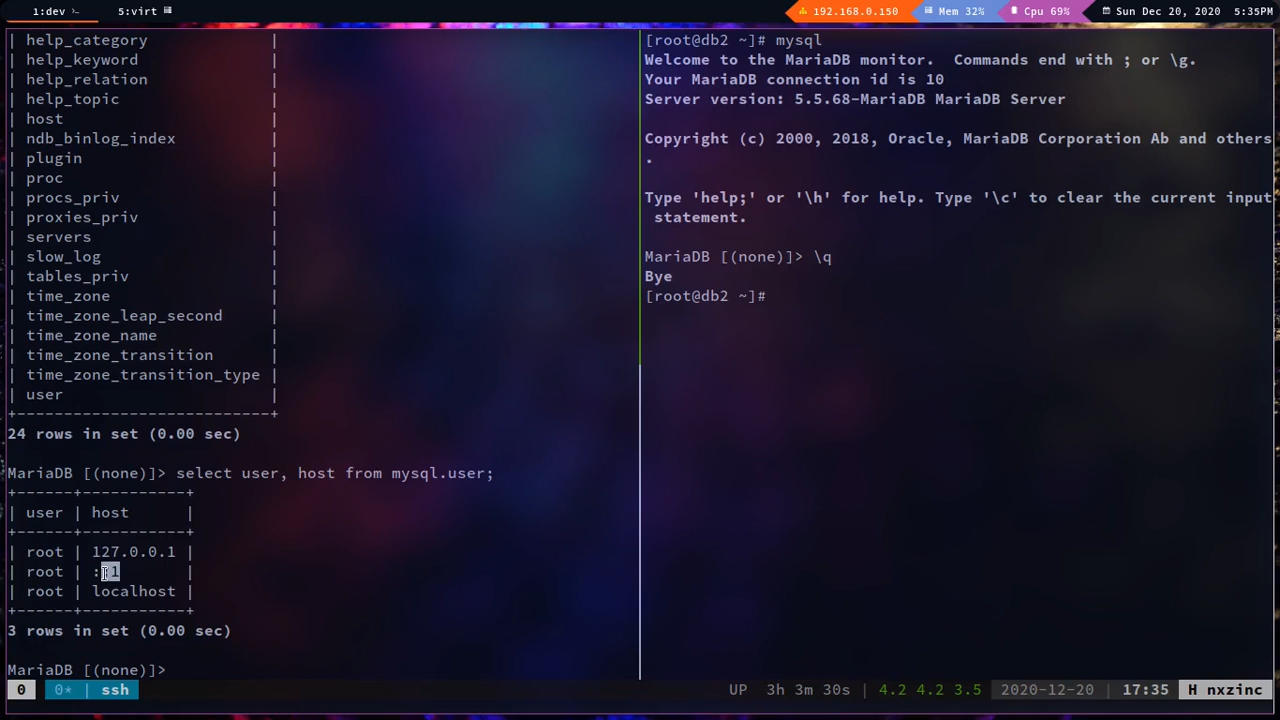 1:dev 5:virt 192.168.0.150 Mem 32% Cpu 69% Sun Dec 20, 2020 5:35PM
| help_category |
| help_keyword |
| help_relation |
| help_topic |
| host |
| ndb_binlog_index |
| plugin |
| proc |
| procs_priv |
| proxies_priv |
| servers |
| slow_log |
| tables_priv |
| time_zone |
| time_zone_leap_second |
| time_zone_name |
| time_zone_transition |
| time_zone_transition_type |
| user |
+---------------------------+
24 rows in set (0.00 sec)
MariaDB [(none)]> select user, host from mysql.user;
+------+-----------+
| user | host |
+------+-----------+
| root | 127.0.0.1 |
| root | ::1 |
| root | localhost |
+------+-----------+
3 rows in set (0.00 sec)
MariaDB [(none)]>
[root@db2 ~]# mysql
Welcome to the MariaDB monitor.  Commands end with ; or \g.
Your MariaDB connection id is 10
Server version: 5.5.68-MariaDB MariaDB Server
Copyright (c) 2000, 2018, Oracle, MariaDB Corporation Ab and others
.
Type 'help;' or '\h' for help. Type '\c' to clear the current input
statement.
MariaDB [(none)]> \q
Bye
[root@db2 ~]#
0 0* | ssh UP 3h 3m 30s | 4.2 4.2 3.5 2020-12-20 17:35 H nxzinc